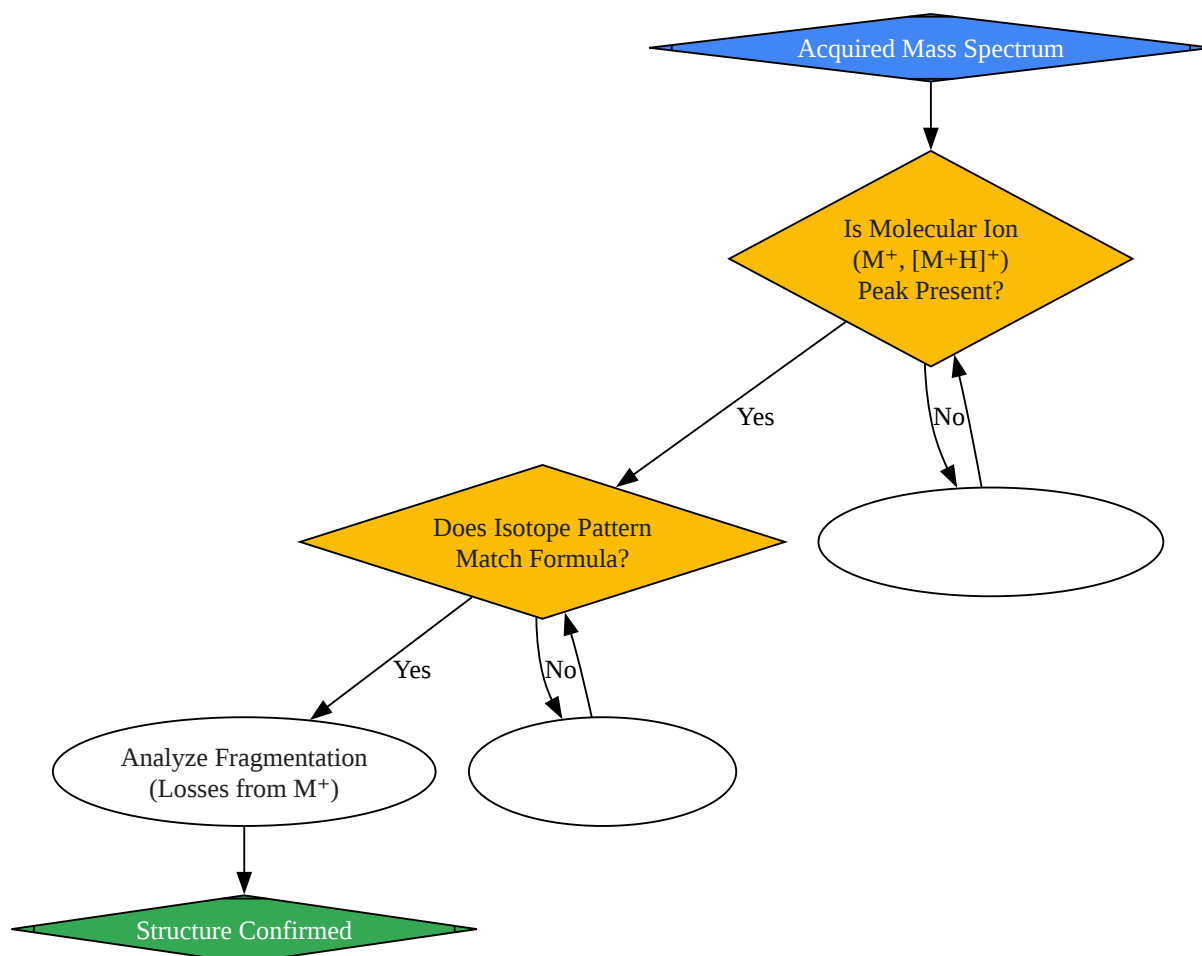 Acquired Mass Spectrum
Is Molecular Ion
(M⁺, [M+H]⁺)
Peak Present?
Yes
No
Does Isotope Pattern
Match Formula?
Yes
No
Analyze Fragmentation
(Losses from M⁺)
Structure Confirmed